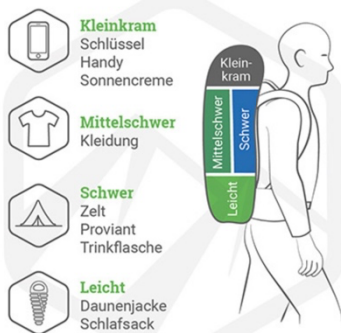 Kleinkram
Schlüssel
Handy
Sonnencreme
Mittelschwer
Kleidung
Schwer
Zelt
Proviant
Trinkflasche
Leicht
Daunenjacke
Schlafsack
Klein-
kram
Mittelschwer
Schwer
Leicht